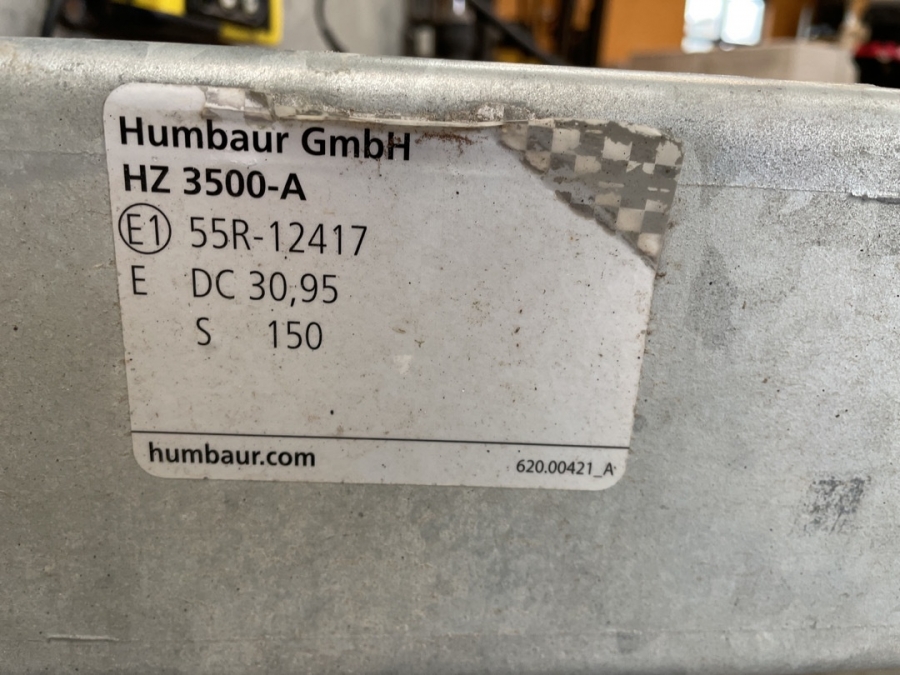 Humbaur GmbH
HZ 3500-A
E1 55R-12417
E DC 30,95
S 150
humbaur.com
620.00421_A